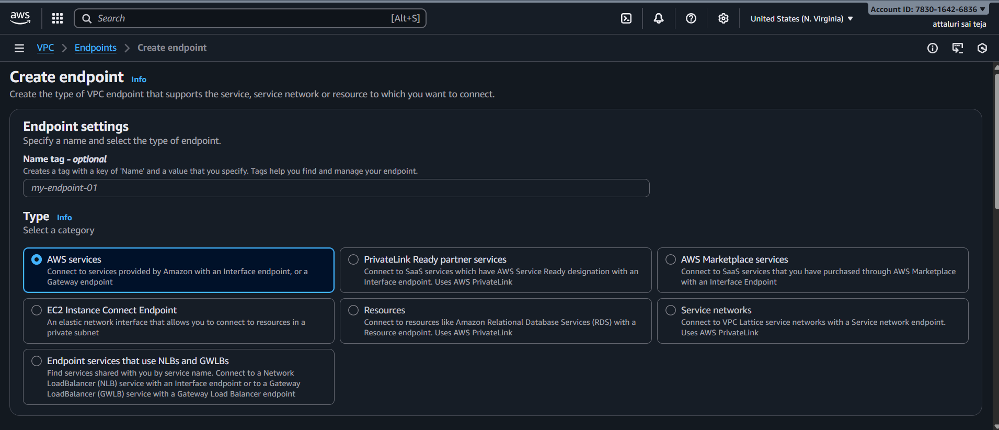 aws
Search [Alt+S]
United States (N. Virginia)
Account ID: 7830-1642-6836
attaluri sai teja
VPC
Endpoints
Create endpoint
Create endpoint Info
Create the type of VPC endpoint that supports the service, service network or resource to which you want to connect.
Endpoint settings
Specify a name and select the type of endpoint.
Name tag - optional
Creates a tag with a key of 'Name' and a value that you specify. Tags help you find and manage your endpoint.
my-endpoint-01
Type Info
Select a category
AWS services
Connect to services provided by Amazon with an Interface endpoint, or a
Gateway endpoint
PrivateLink Ready partner services
Connect to SaaS services which have AWS Service Ready designation with an
Interface endpoint. Uses AWS PrivateLink
AWS Marketplace services
Connect to SaaS services that you have purchased through AWS Marketplace
with an Interface Endpoint
EC2 Instance Connect Endpoint
An elastic network interface that allows you to connect to resources in a
private subnet
Resources
Connect to resources like Amazon Relational Database Services (RDS) with a
Resource endpoint. Uses AWS PrivateLink
Service networks
Connect to VPC Lattice service networks with a Service network endpoint.
Uses AWS PrivateLink
Endpoint services that use NLBs and GWLBs
Find services shared with you by service name. Connect to a Network
LoadBalancer (NLB) service with an Interface endpoint or to a Gateway
LoadBalancer (GWLB) service with a Gateway Load Balancer endpoint